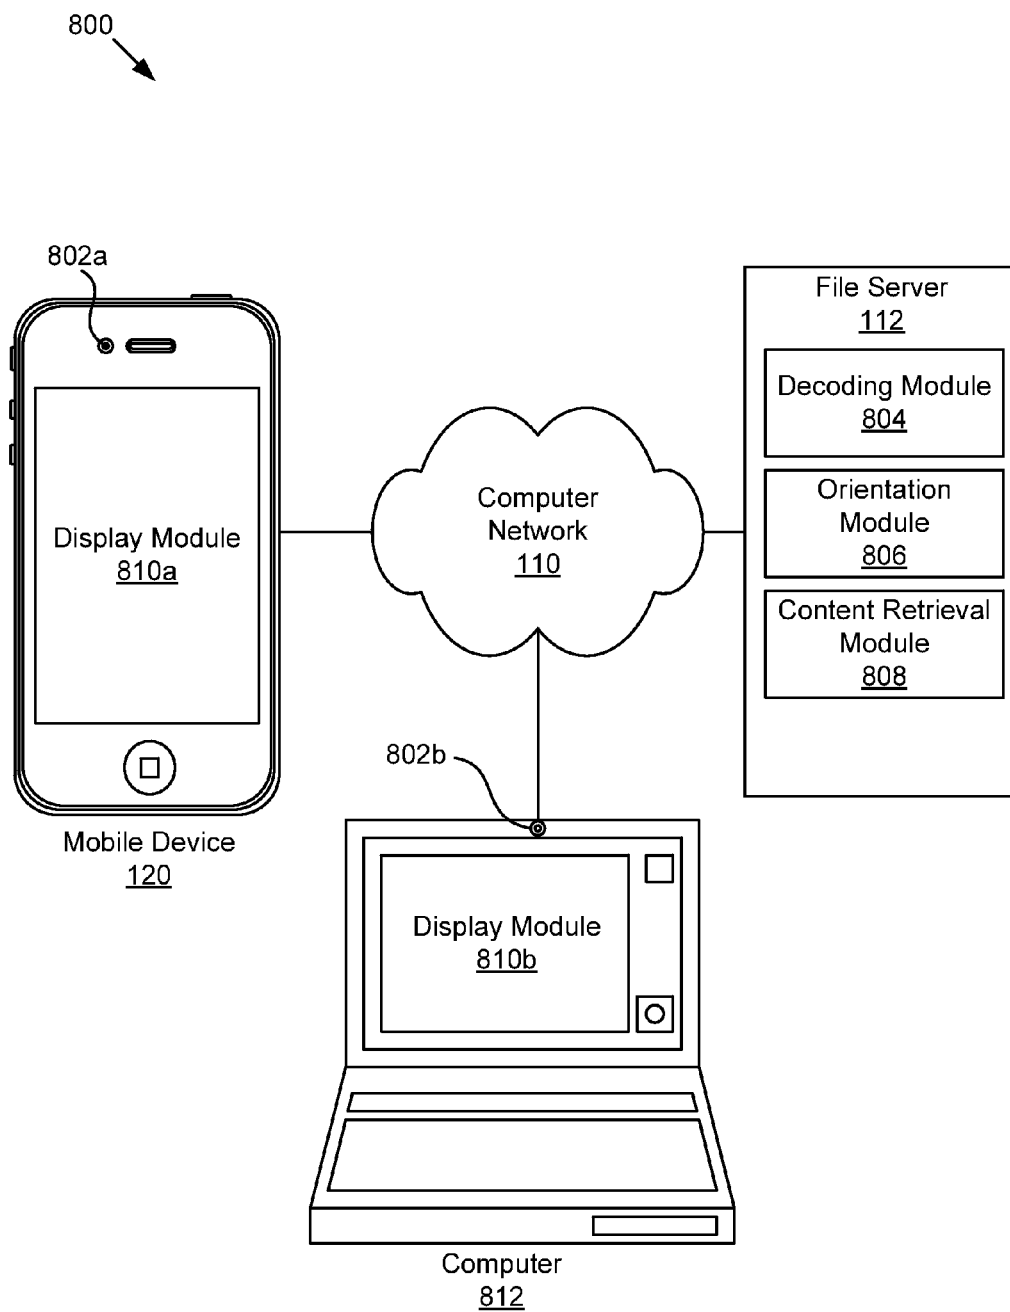 800
802a
Display Module
810a
Mobile Device
120
Computer
Network
110
File Server
112
Decoding Module
804
Orientation
Module
806
Content Retrieval
Module
808
802b
Display Module
810b
Computer
812